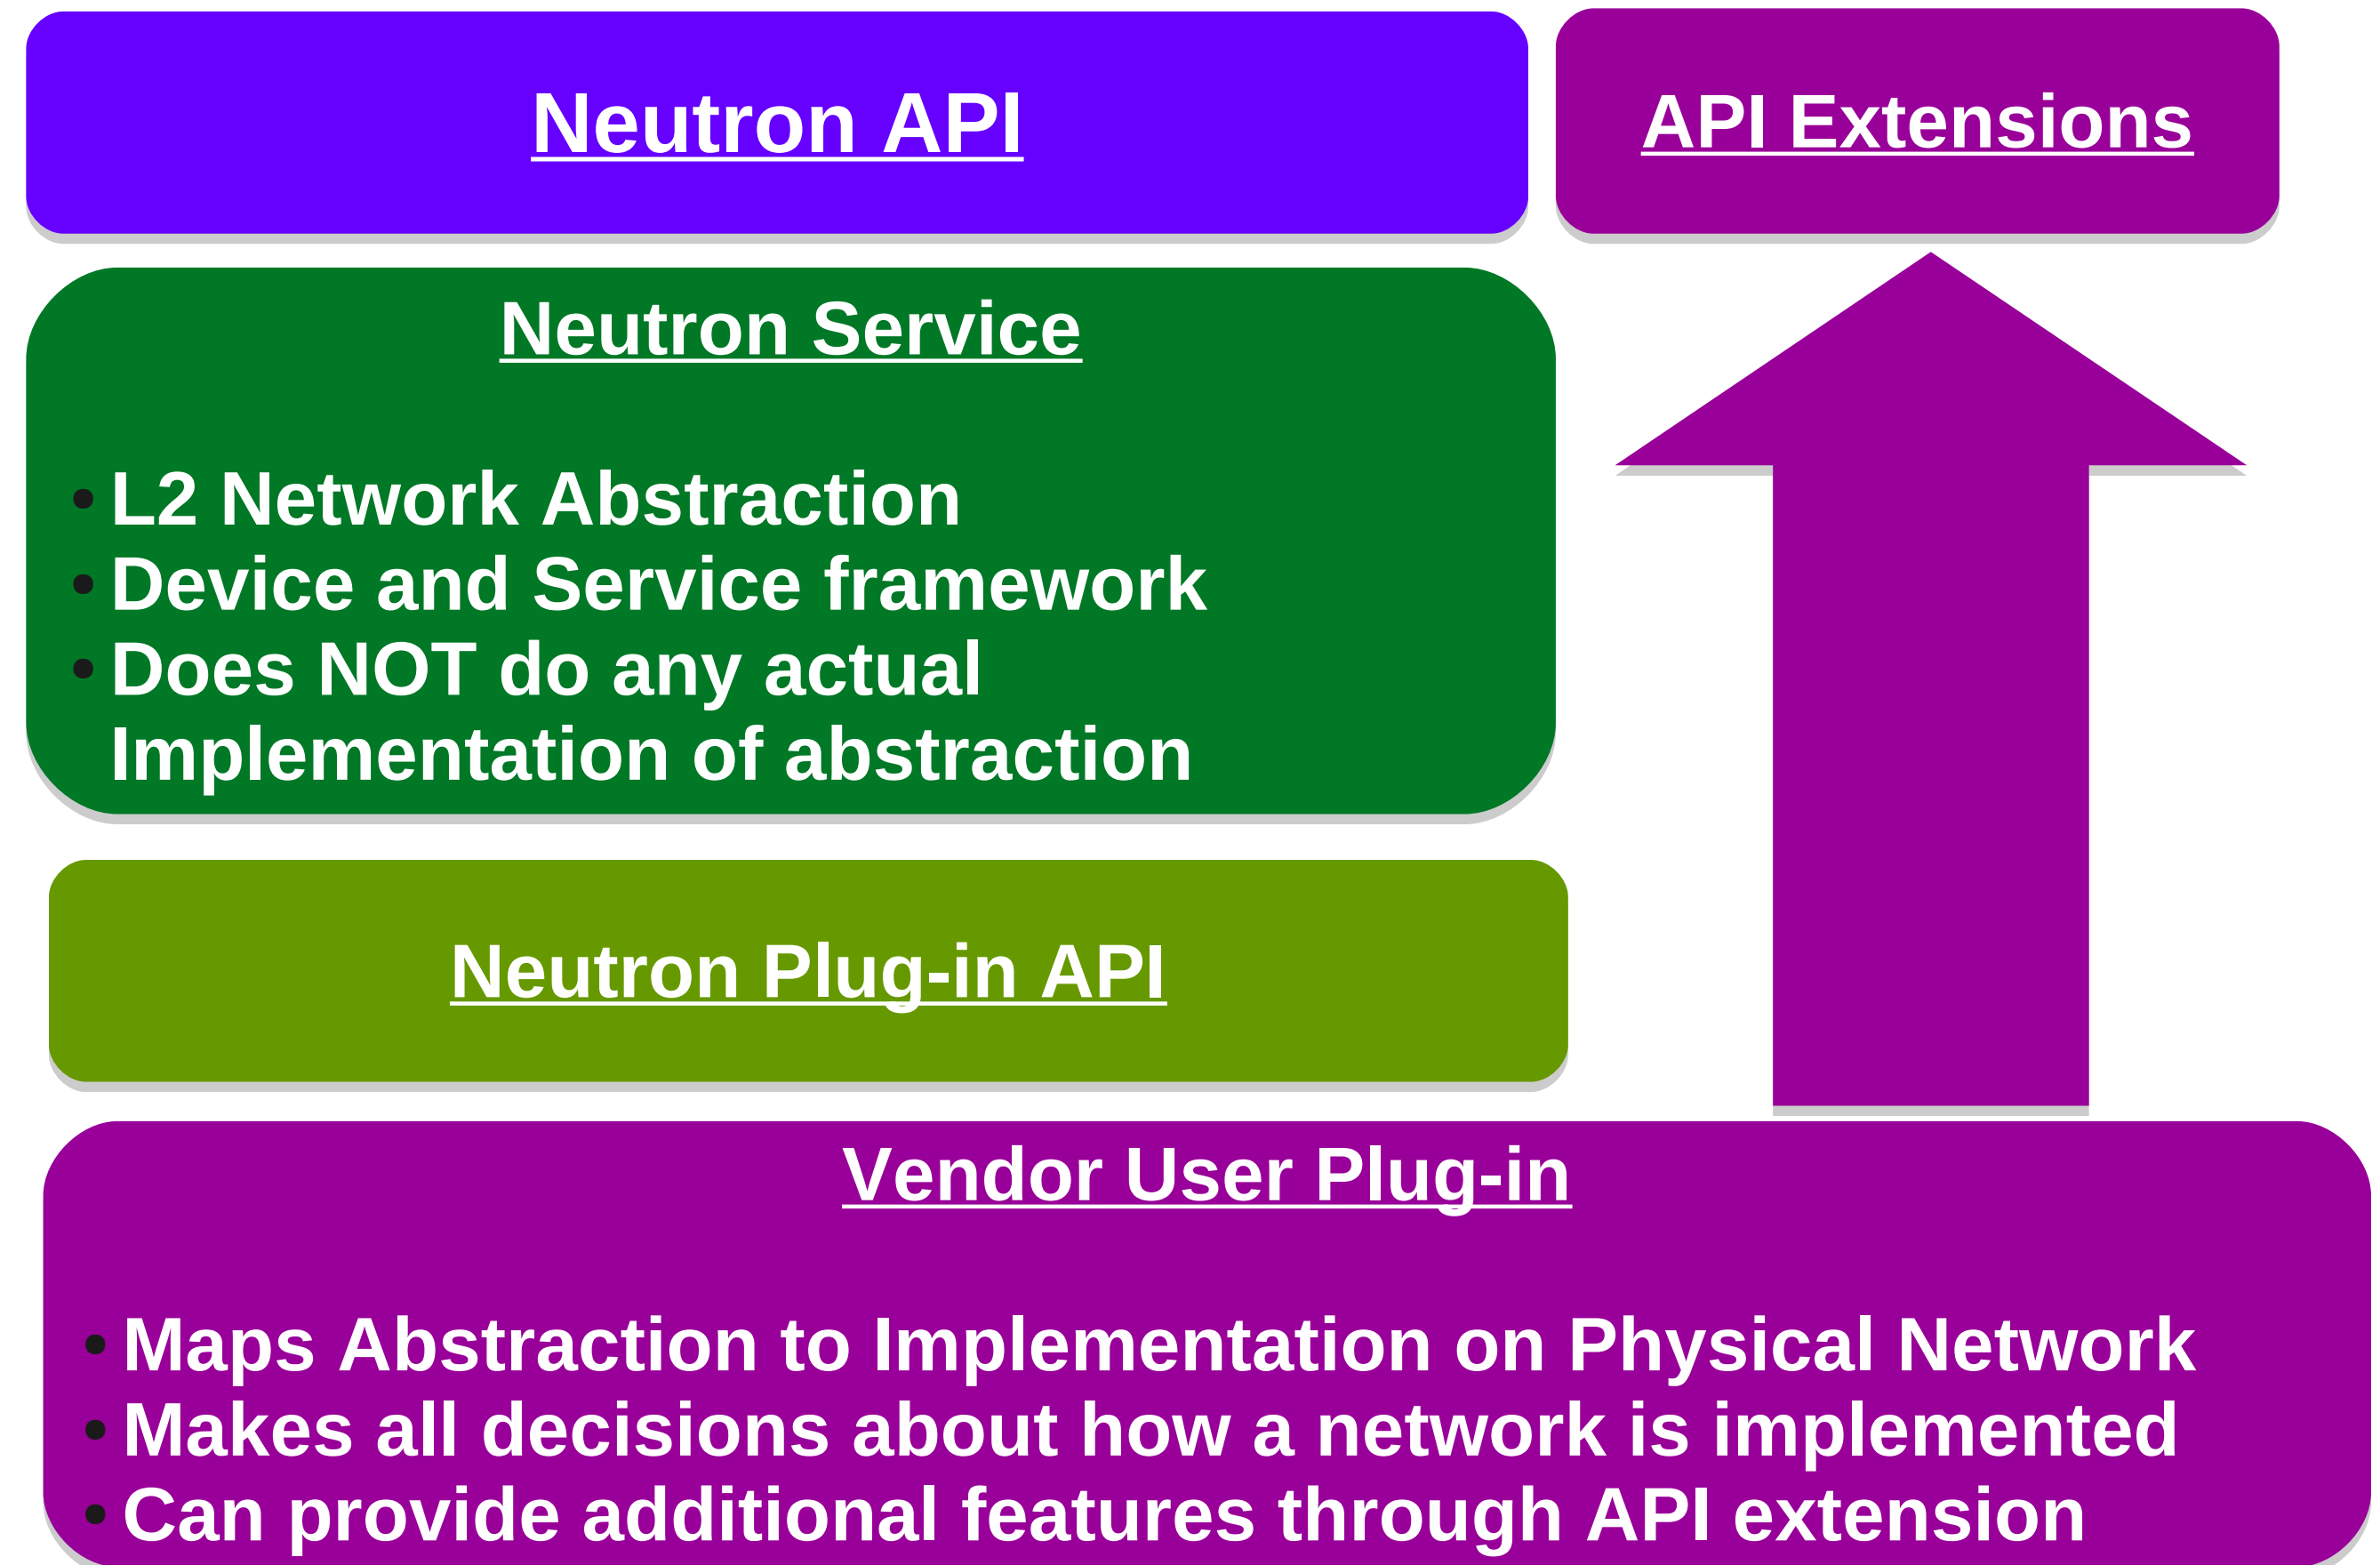 Neutron API
API Extensions
Neutron Service
• L2 Network Abstraction
• Device and Service framework
• Does NOT do any actual
Implementation of abstraction
Neutron Plug-in API
Vendor User Plug-in
• Maps Abstraction to Implementation on Physical Network
• Makes all decisions about how a network is implemented
• Can provide additional features through API extension